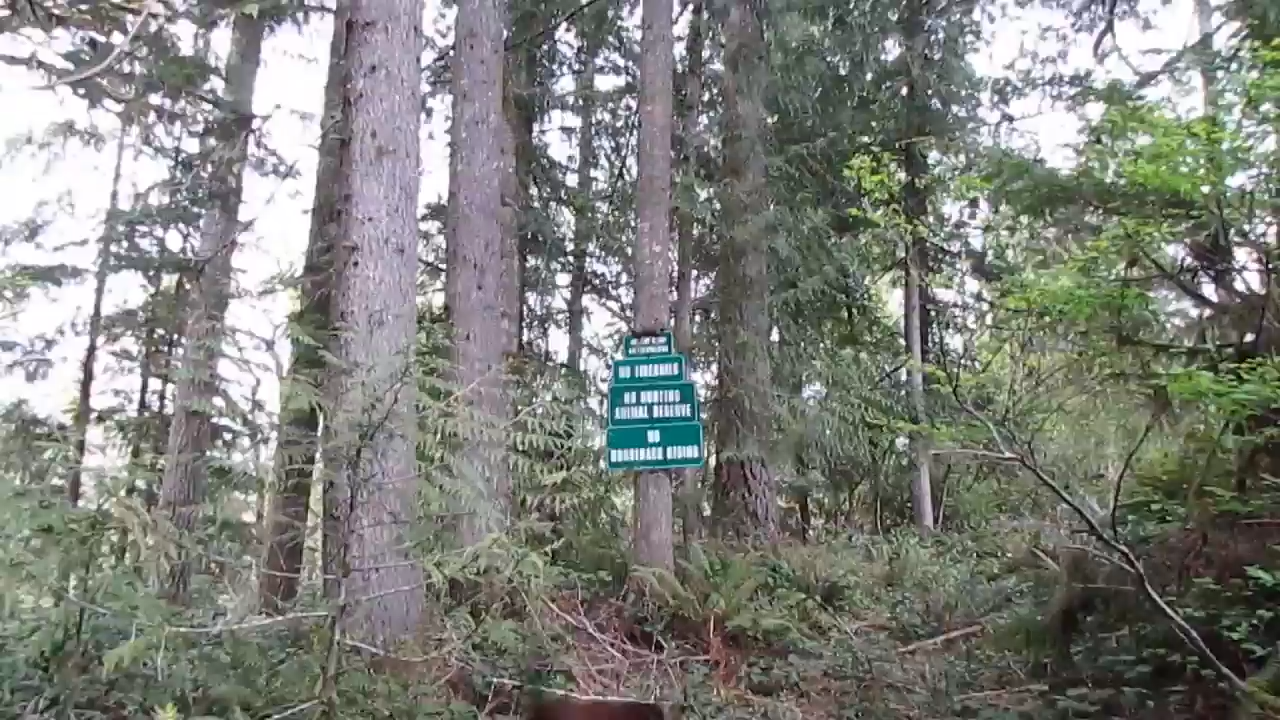 NO FIREARMS
NO HUNTING
ANIMAL RESERVE
NO
HORSEBACK RIDING